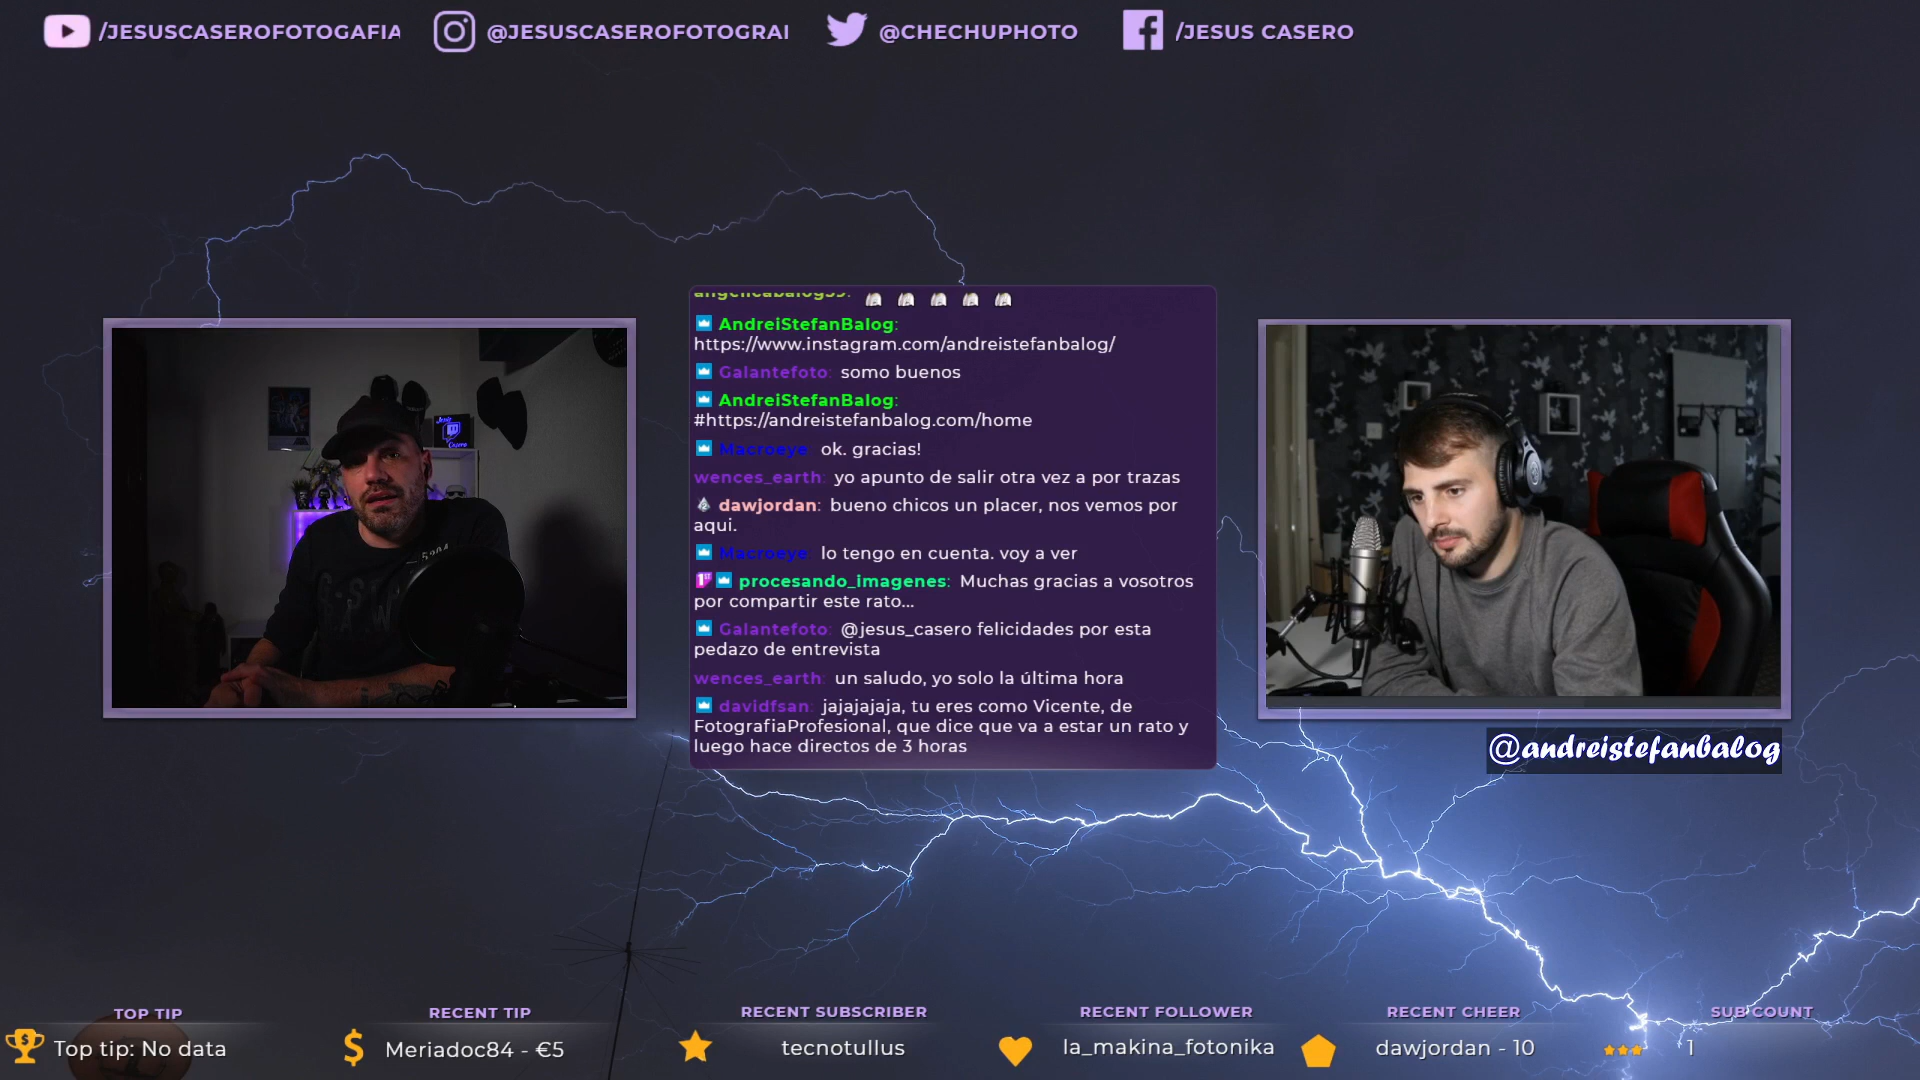 /JESUSCASEROFOTOGAFIA
@JESUSCASEROFOTOGRAI
@CHECHUPHOTO
/JESUS CASERO
angelicabalog39:
AndreiStefanBalog:
https://www.instagram.com/andreistefanbalog/
Galantefoto: somo buenos
AndreiStefanBalog:
#https://andreistefanbalog.com/home
Macroeye: ok. gracias!
wences_earth: yo apunto de salir otra vez a por trazas
dawjordan: bueno chicos un placer, nos vemos por
aqui.
Macroeye: lo tengo en cuenta. voy a ver
procesando_imagenes: Muchas gracias a vosotros
por compartir este rato...
Galantefoto: @jesus_casero felicidades por esta
pedazo de entrevista
wences_earth: un saludo, yo solo la última hora
davidfsan: jajajajaja, tu eres como Vicente, de
FotografiaProfesional, que dice que va a estar un rato y
luego hace directos de 3 horas
@andreistefanbalog
TOP TIP
Top tip: No data
RECENT TIP
Meriadoc84 - €5
RECENT SUBSCRIBER
tecnotullus
RECENT FOLLOWER
la_makina_fotonika
RECENT CHEER
dawjordan - 10
SUB COUNT
1